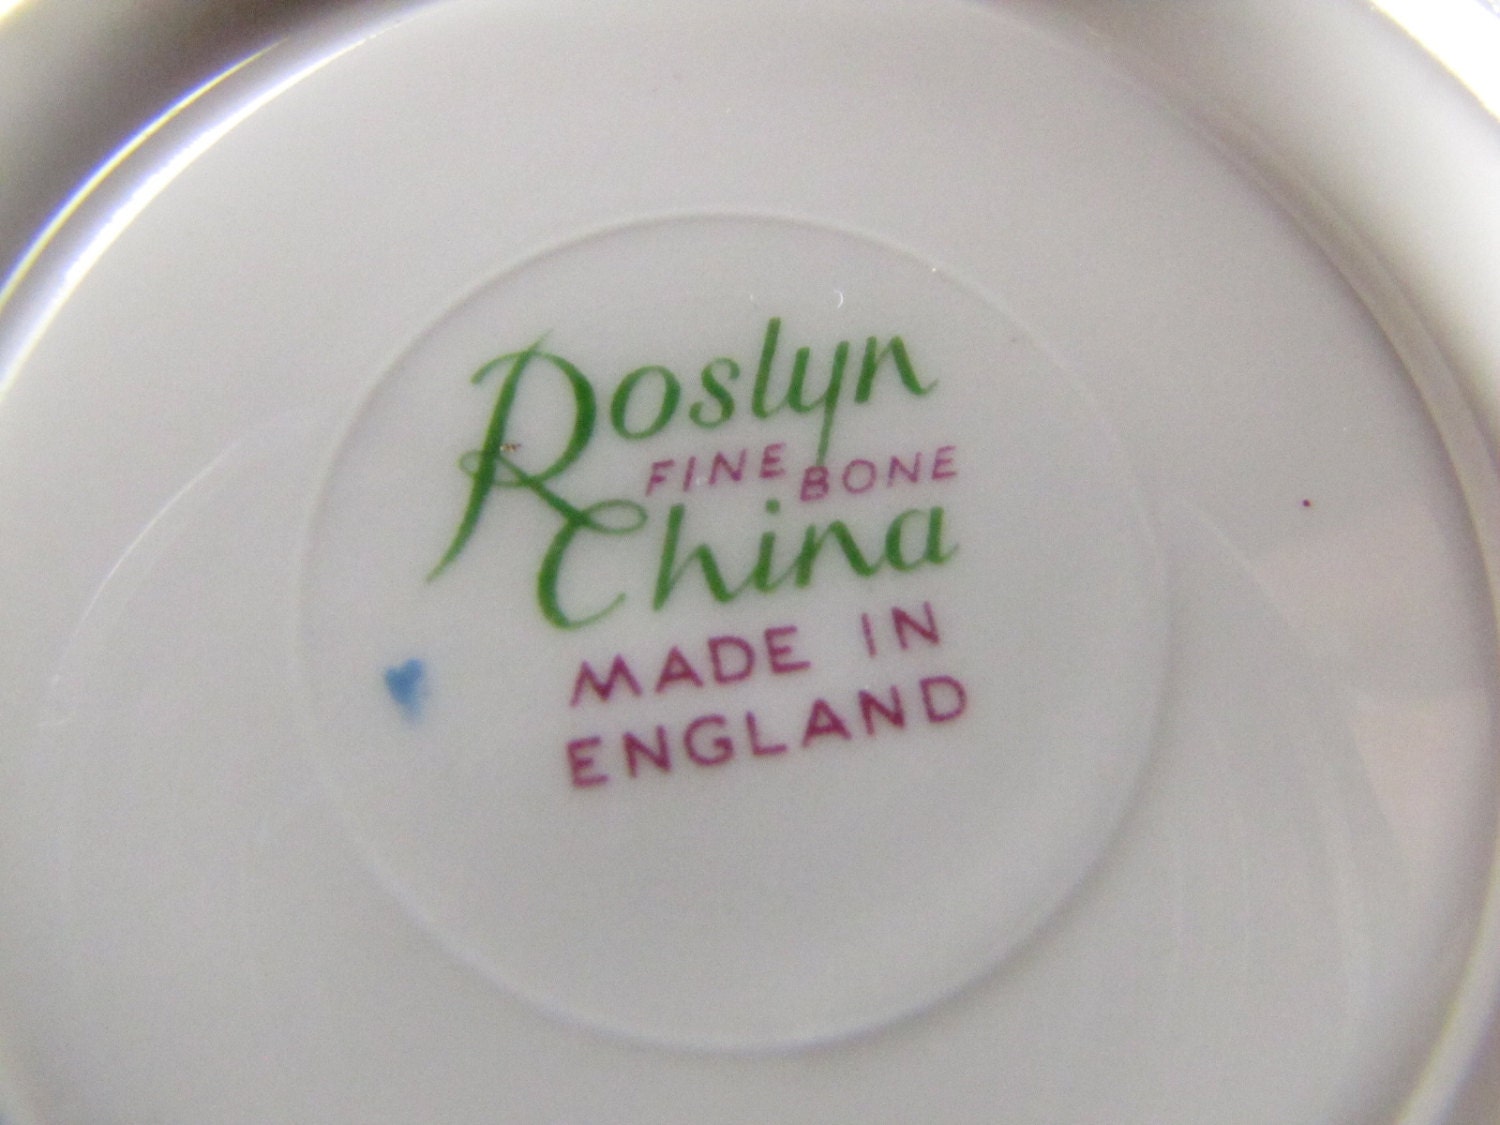 Roslyn
FINE BONE
China
MADE IN
ENGLAND